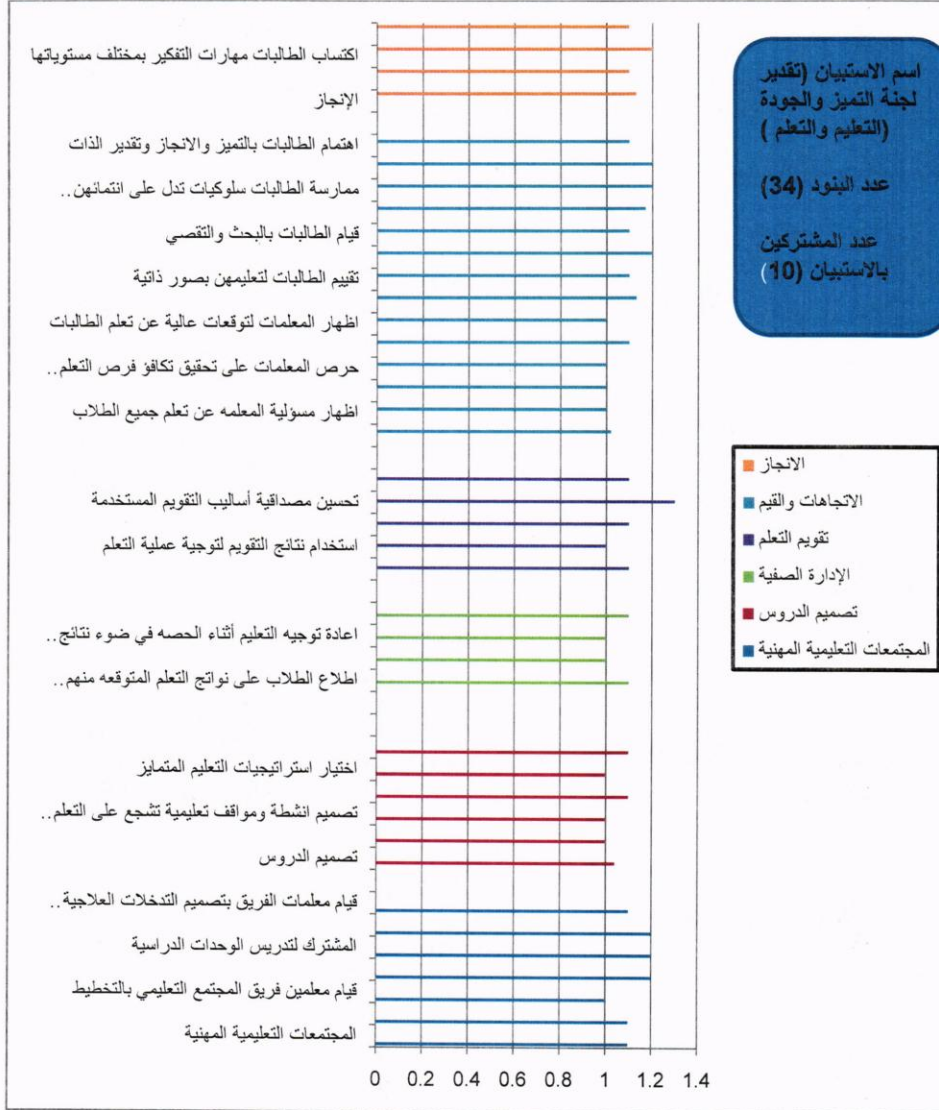 اكتساب الطالبات مهارات التفكير بمختلف مستوياتها
الإنجاز
اهتمام الطالبات بالتميز والانجاز وتقدير الذات
ممارسة الطالبات سلوكيات تدل على انتمائهن..
قيام الطالبات بالبحث والتقصي
تقييم الطالبات لتعليمهن بصور ذاتية
اظهار المعلمات لتوقعات عالية عن تعلم الطالبات
حرص المعلمات على تحقيق تكافؤ فرص التعلم..
اظهار مسؤلية المعلمه عن تعلم جميع الطلاب
تحسين مصداقية أساليب التقويم المستخدمة
استخدام نتائج التقويم لتوجية عملية التعلم
اعادة توجيه التعليم أثناء الحصه في ضوء نتائج..
اطلاع الطلاب على نواتج التعلم المتوقعه منهم..
اختيار استراتيجيات التعليم المتمايز
تصميم انشطة ومواقف تعليمية تشجع على التعلم..
تصميم الدروس
قيام معلمات الفريق بتصميم التدخلات العلاجية..
المشترك لتدريس الوحدات الدراسية
قيام معلمين فريق المجتمع التعليمي بالتخطيط
المجتمعات التعليمية المهنية
0 0.2 0.4 0.6 0.8 1 1.2 1.4
اسم الاستبيان (تقدير
لجنة التميز والجودة
(التعليم والتعلم )
عدد البنود (34)
عدد المشتركين
بالاستبيان (10)
الانجاز
الاتجاهات والقيم
تقويم التعلم
الإدارة الصفية
تصميم الدروس
المجتمعات التعليمية المهنية